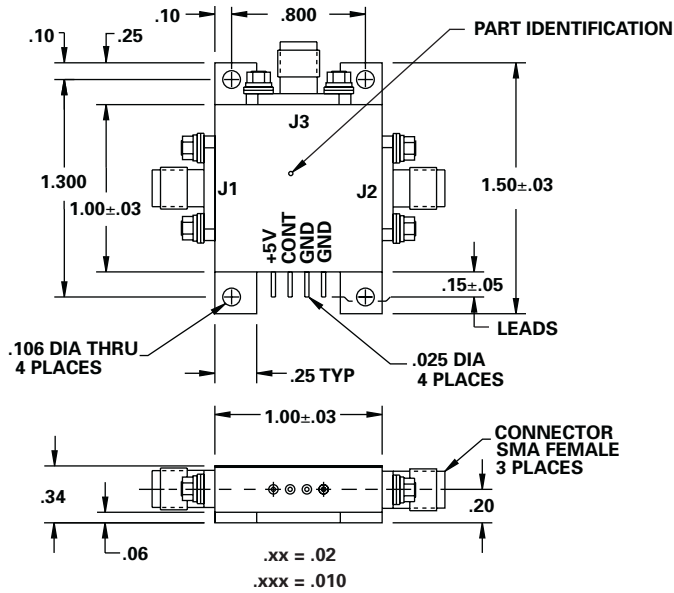 .10
.800
PART IDENTIFICATION
.10
.25
J3
1.300
J1
J2
1.50±.03
1.00±.03
+5V
CONT
GND
GND
.15±.05
LEADS
.106 DIA THRU
4 PLACES
.025 DIA
4 PLACES
.25 TYP
1.00±.03
CONNECTOR
SMA FEMALE
3 PLACES
.34
.20
.06
.xx = .02
.xxx = .010